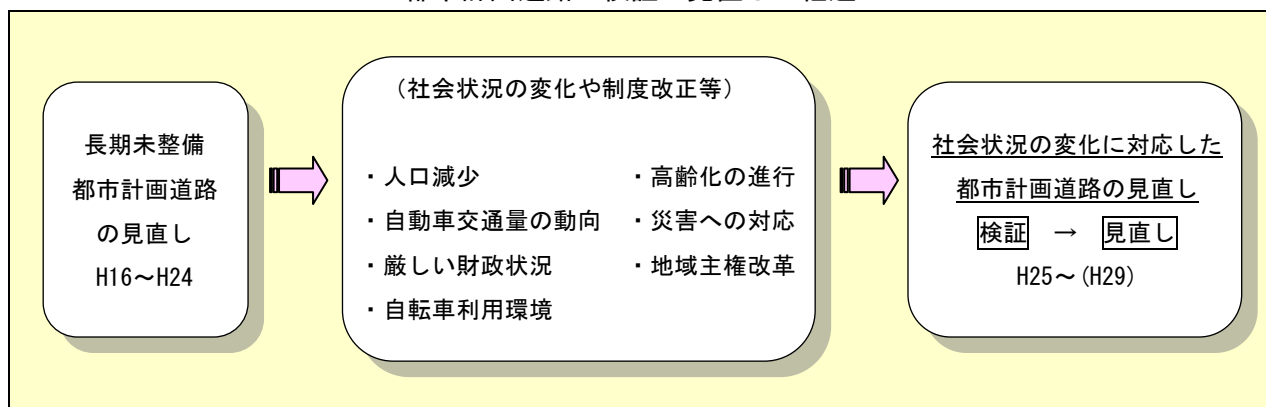 長期未整備
都市計画道路
の見直し
H16～H24
（社会状況の変化や制度改正等）
・人口減少
・高齢化の進行
・自動車交通量の動向
・災害への対応
・厳しい財政状況
・地域主権改革
・自転車利用環境
社会状況の変化に対応した
都市計画道路の見直し
検証 → 見直し
H25～(H29)